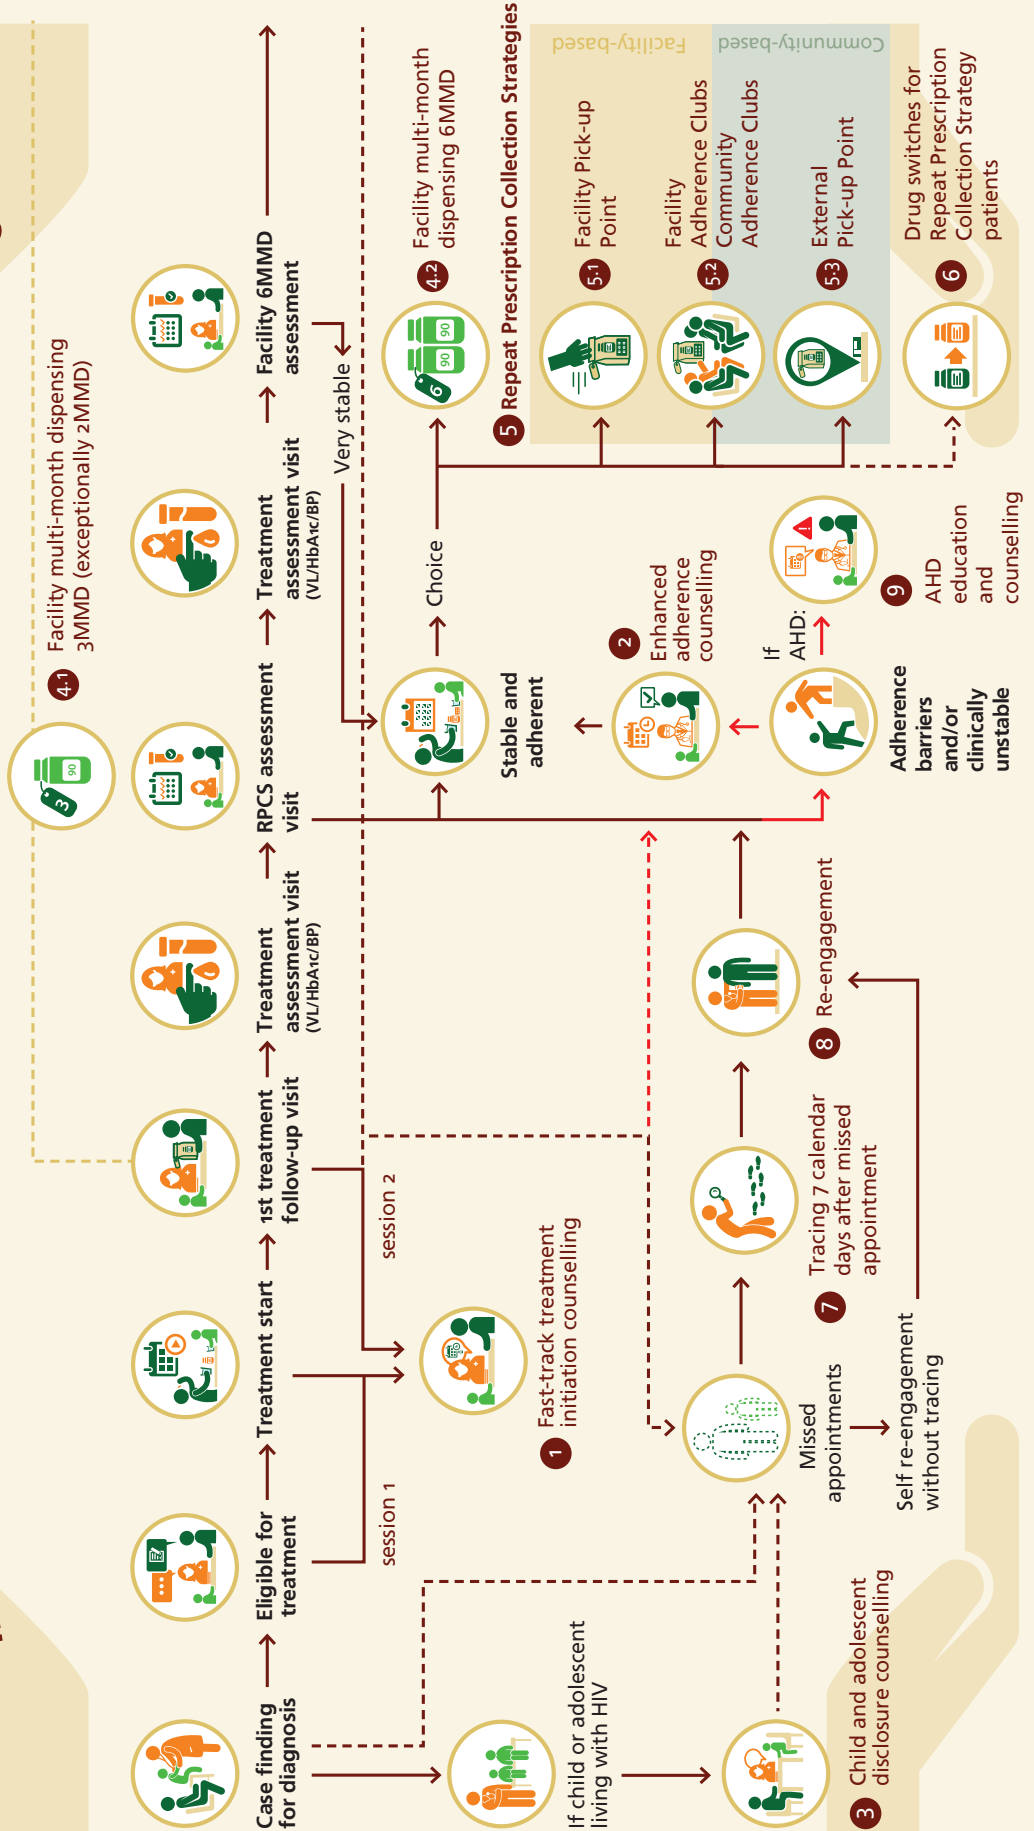 4.1
Facility multi-month dispensing
3MMD (exceptionally 2MMD)
3
90
Case finding
for diagnosis
Eligible for
treatment
Treatment start
1st treatment
follow-up visit
Treatment
assessment visit
(VL/HbA1c/BP)
RPCS assessment
visit
Treatment
assessment visit
(VL/HbA1c/BP)
Facility 6MMD
assessment
Very stable
session 1
session 2
1
Fast-track treatment
initiation counselling
Stable and
adherent
Choice
6
90
90
4.2
Facility multi-month
dispensing 6MMD
5
Repeat Prescription Collection Strategies
Facility-based
Community-based
5.1
Facility Pick-up
Point
5.2
Facility
Adherence Clubs
Community
Adherence Clubs
5.3
External
Pick-up Point
6
Drug switches for
Repeat Prescription
Collection Strategy
patients
2
Enhanced
adherence
counselling
Adherence
barriers
and/or
clinically
unstable
If
AHD:
9
AHD
education
and
counselling
If child or adolescent
living with HIV
3
Child and adolescent
disclosure counselling
Missed
appointments
Self re-engagement
without tracing
7
Tracing 7 calendar
days after missed
appointment
8
Re-engagement